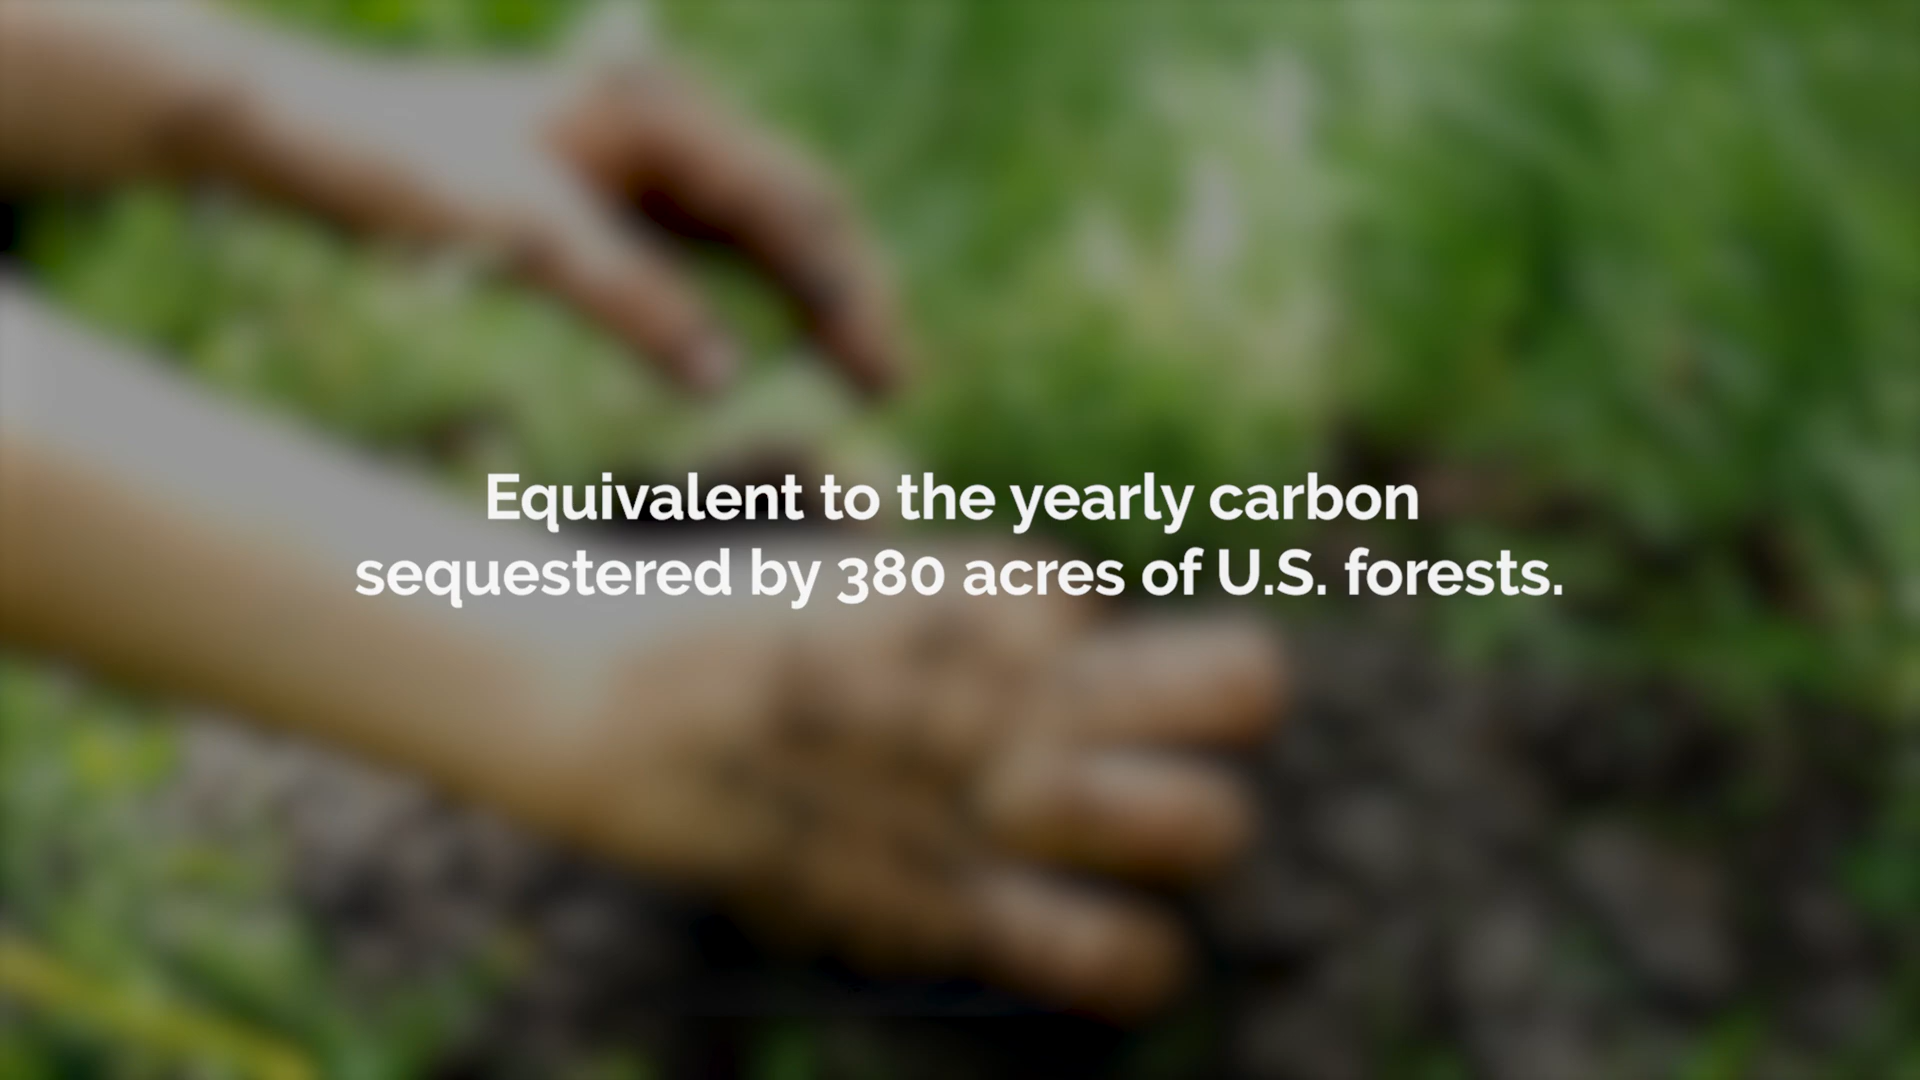 Equivalent to the yearly carbon
sequestered by 380 acres of U.S. forests.